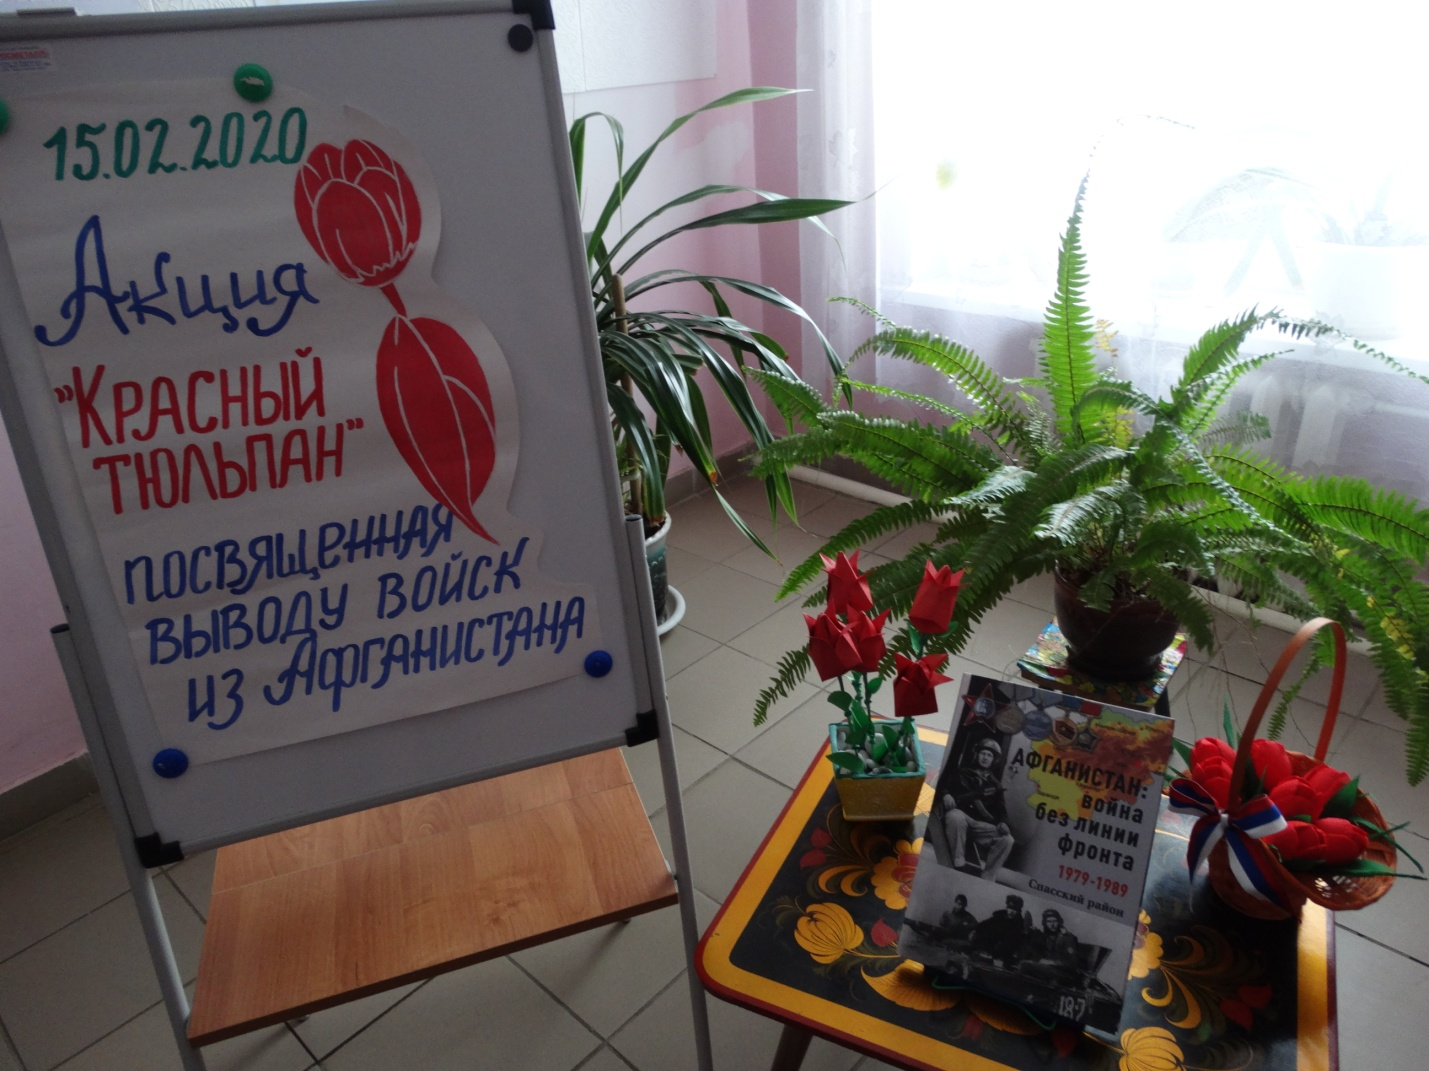 15.02.2020
Акция
"Красный
тюльпан"
посвященная
выводу войск
из Афганистана
АФГАНИСТАН:
война
без линии
фронта
1979-1989
Спасский район
187